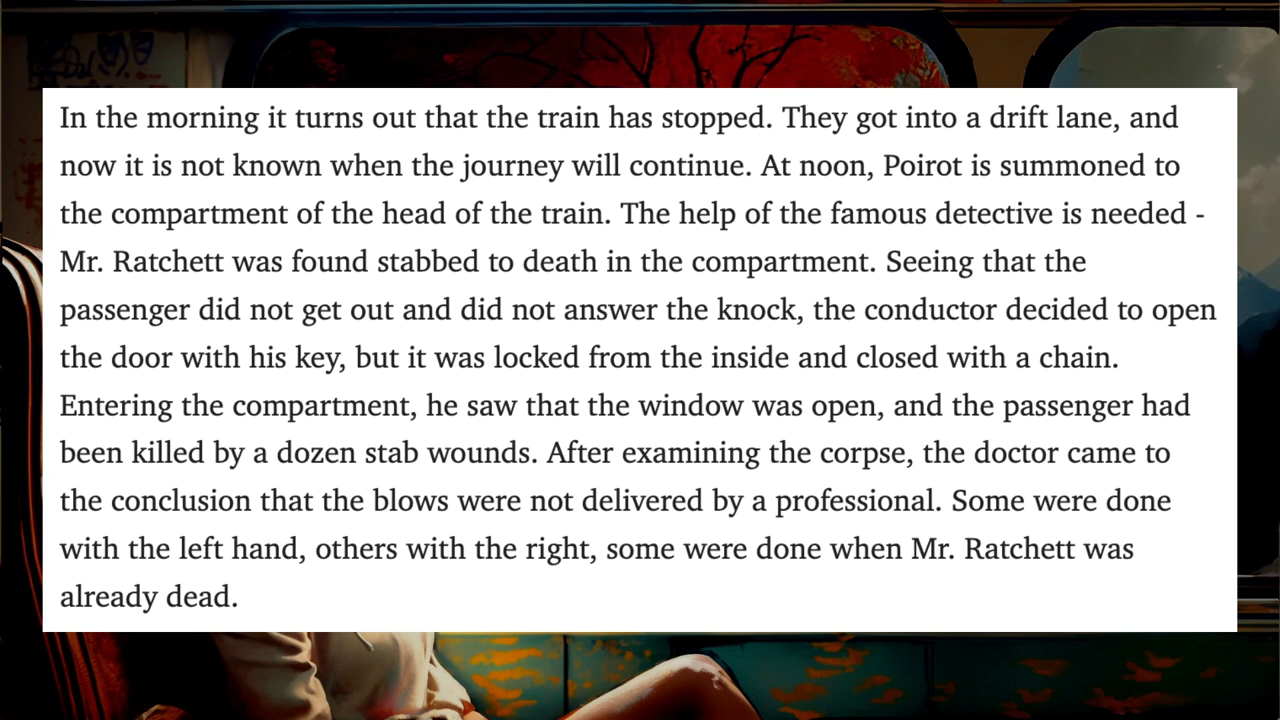 In the morning it turns out that the train has stopped. They got into a drift lane, and
now it is not known when the journey will continue. At noon, Poirot is summoned to
the compartment of the head of the train. The help of the famous detective is needed -
Mr. Ratchett was found stabbed to death in the compartment. Seeing that the
passenger did not get out and did not answer the knock, the conductor decided to open
the door with his key, but it was locked from the inside and closed with a chain.
Entering the compartment, he saw that the window was open, and the passenger had
been killed by a dozen stab wounds. After examining the corpse, the doctor came to
the conclusion that the blows were not delivered by a professional. Some were done
with the left hand, others with the right, some were done when Mr. Ratchett was
already dead.